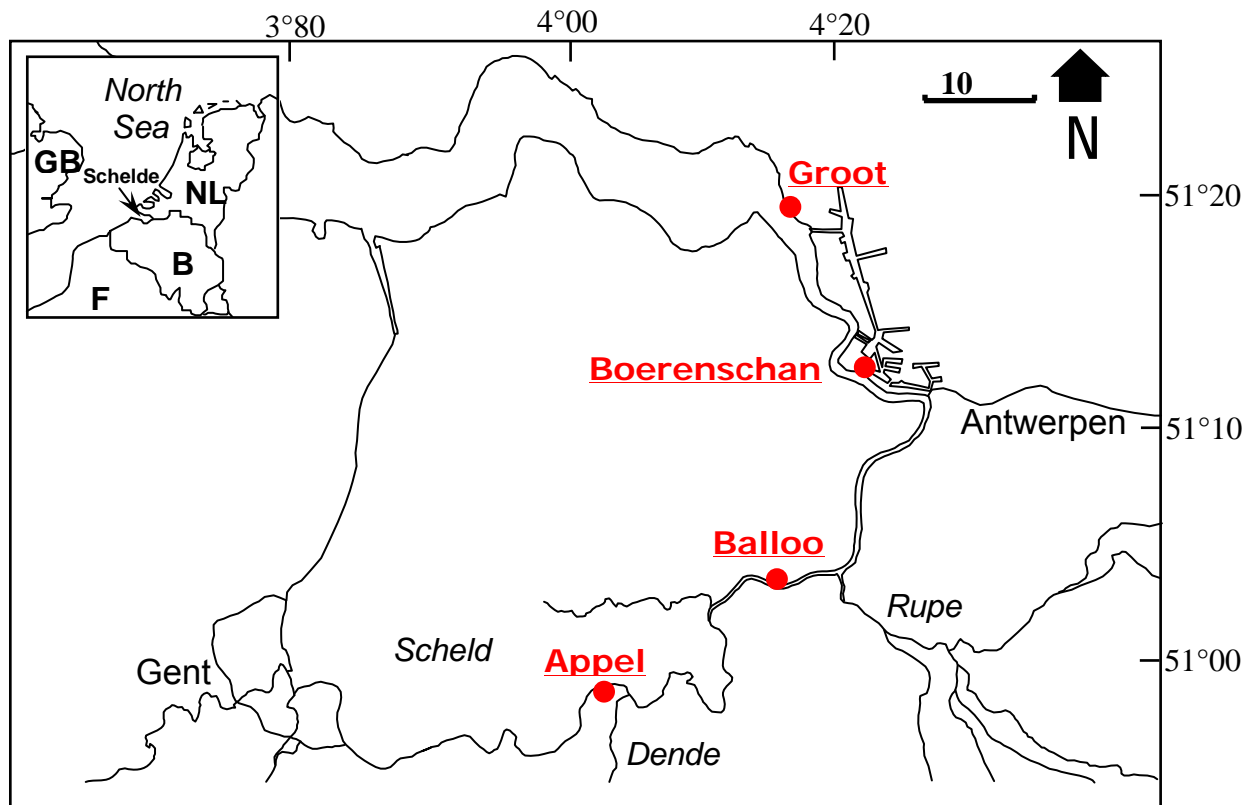 3°80
4°00
4°20
North
Sea
GB
Schelde
NL
B
F
10
N
Groot
51°20
Boerenschan
Antwerpen
51°10
Balloo
Rupe
Scheld
Appel
51°00
Gent
Dende